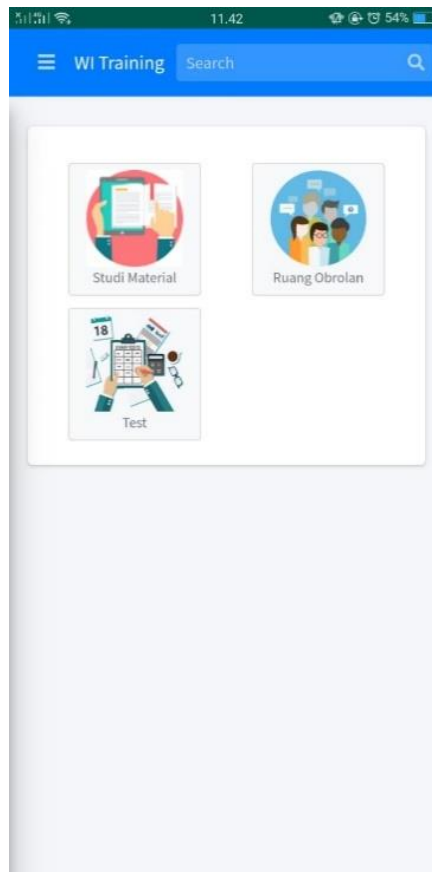 11.42
54%
WI Training
Search
Studi Material
Ruang Obrolan
18
Test